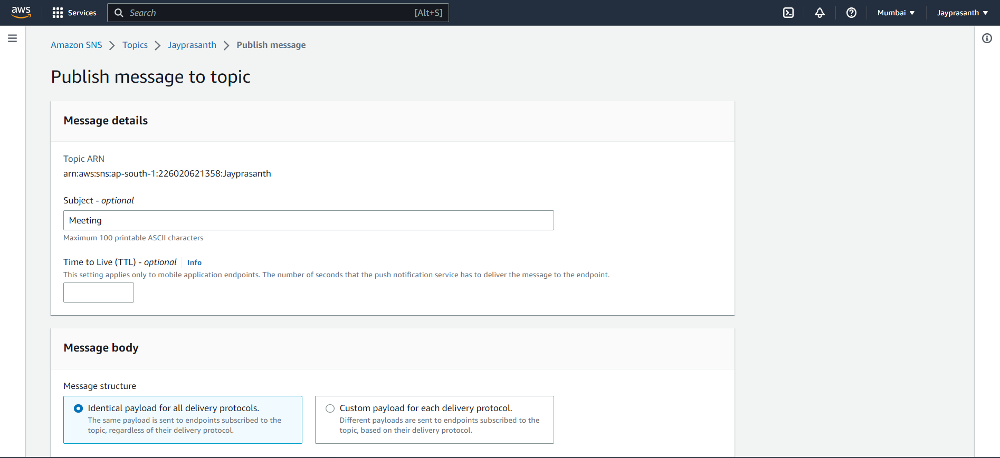 aws Services Search [Alt+S] Mumbai Jayprasanth
Amazon SNS Topics Jayprasanth Publish message
Publish message to topic
Message details
Topic ARN
arn:aws:sns:ap-south-1:226020621358:Jayprasanth
Subject - optional
Meeting
Maximum 100 printable ASCII characters
Time to Live (TTL) - optional Info
This setting applies only to mobile application endpoints. The number of seconds that the push notification service has to deliver the message to the endpoint.
Message body
Message structure
Identical payload for all delivery protocols.
The same payload is sent to endpoints subscribed to the
topic, regardless of their delivery protocol.
Custom payload for each delivery protocol.
Different payloads are sent to endpoints subscribed to the
topic, based on their delivery protocol.